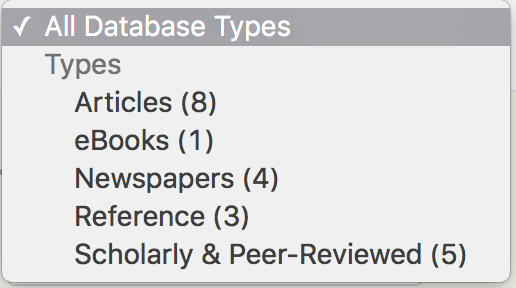 ✓ All Database Types
Types
Articles (8)
eBooks (1)
Newspapers (4)
Reference (3)
Scholarly & Peer-Reviewed (5)